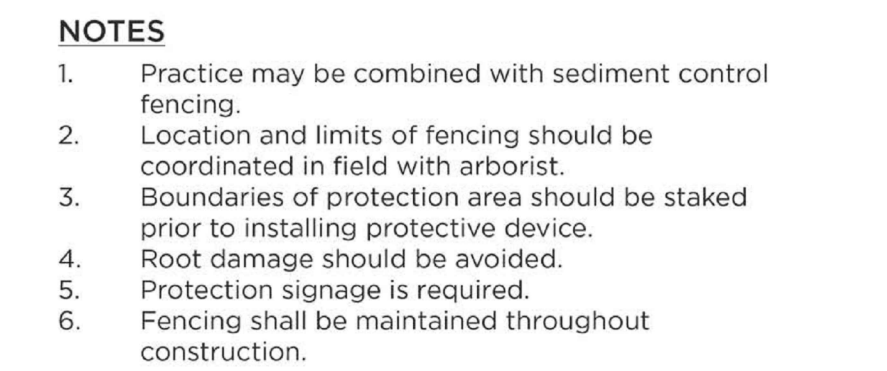 NOTES
1. Practice may be combined with sediment control
fencing.
2. Location and limits of fencing should be
coordinated in field with arborist.
3. Boundaries of protection area should be staked
prior to installing protective device.
4. Root damage should be avoided.
5. Protection signage is required.
6. Fencing shall be maintained throughout
construction.